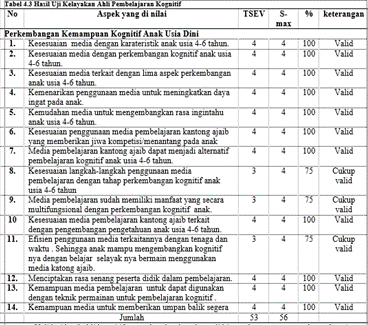 Tabel 4.3 Hasil Uji Kelayakan Ahli Pembelajaran Kognitif
No Aspek yang di nilai TSEV S-max % keterangan
Perkembangan Kemampuan Kognitif Anak Usia Dini
1. Kesesuaian media dengan karateristik anak usia 4-6 tahun. 4 4 100 Valid
2. Kesesuaian media dengan perkembangan kognitif anak usia 4 4 100 Valid
4-6 tahun.
3. Kesesuaian media terkait dengan lima aspek perkembangan 4 4 100 Valid
anak usia 4-6 tahun.
4. Kemenarikan penggunaan media untuk meningkatkan daya 4 4 100 Valid
ingat pada anak.
5. Kemudahan media untuk mengembangkan rasa ingintahu 4 4 100 Valid
anak usia 4-6 tahun.
6. Kesesuaian penggunaan media pembelajaran kantong ajaib 4 4 100 Valid
yang memberikan jiwa kompetisi/menantang pada anak
7. Media pembelajaran kantong ajaib dapat menjadi alternatif 4 4 100 Valid
pembelajaran kognitif anak usia 4-6 tahun.
8. Kesesuaian langkah-langkah penggunaan media 3 4 75 Cukup
pembelajaran dengan tahap perkembangan kognitif anak valid
usia 4-6 tahun
9. Media pembelajaran sudah memiliki manfaat yang secara 3 4 75 Cukup
multifungsional dengan perkembangan kognitif anak. valid
10 Kesesuaian media pembelajaran kantong ajaib terkait 4 4 100 Valid
dengan pengembangan pengetahuan anak usia 4-6 tahun.
11. Efisien penggunaan media terkaitannya dengan tenaga dan 3 4 75 Cukup
waktu . Sehingga anak mampu mengembangkan kognitif valid
nya dengan belajar selayak nya bermain menggunakan
media katong ajaib.
12. Menciptakan rasa senang peserta didik dalam pembelajaran. 4 4 100 Valid
13. Kemampuan media pembelajaran untuk dapat digunakan 4 4 100 Valid
dengan teknik permainan untuk pembelajaran kognitif .
14. Kemampuan media untuk memberikan umpan balik segera 4 4 100 Valid
Jumlah 53 56